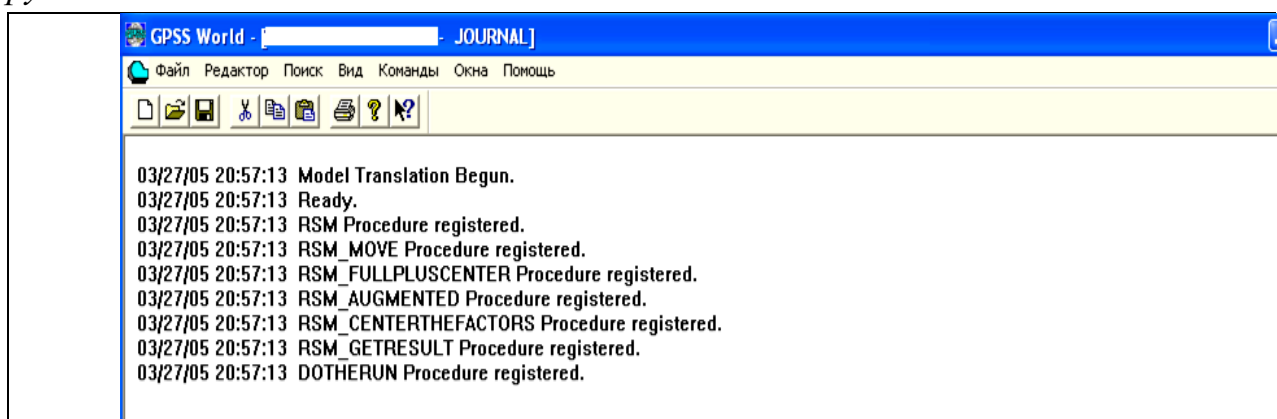 GPSS World - [ - JOURNAL]
Файл Редактор Поиск Вид Команды Окна Помощь
03/27/05 20:57:13 Model Translation Begun.
03/27/05 20:57:13 Ready.
03/27/05 20:57:13 RSM Procedure registered.
03/27/05 20:57:13 RSM_MOVE Procedure registered.
03/27/05 20:57:13 RSM_FULLPLUSCENTER Procedure registered.
03/27/05 20:57:13 RSM_AUGMENTED Procedure registered.
03/27/05 20:57:13 RSM_CENTERTHEFACTORS Procedure registered.
03/27/05 20:57:13 RSM_GETRESULT Procedure registered.
03/27/05 20:57:13 DOTHERUN Procedure registered.